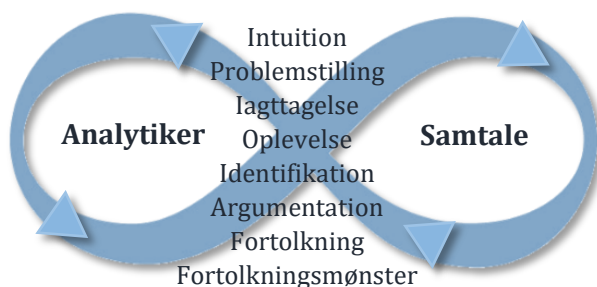 Intuition
Problemstilling
Iagttagelse
Analytiker
Oplevelse
Samtale
Identifikation
Argumentation
Fortolkning
Fortolkningsmønster